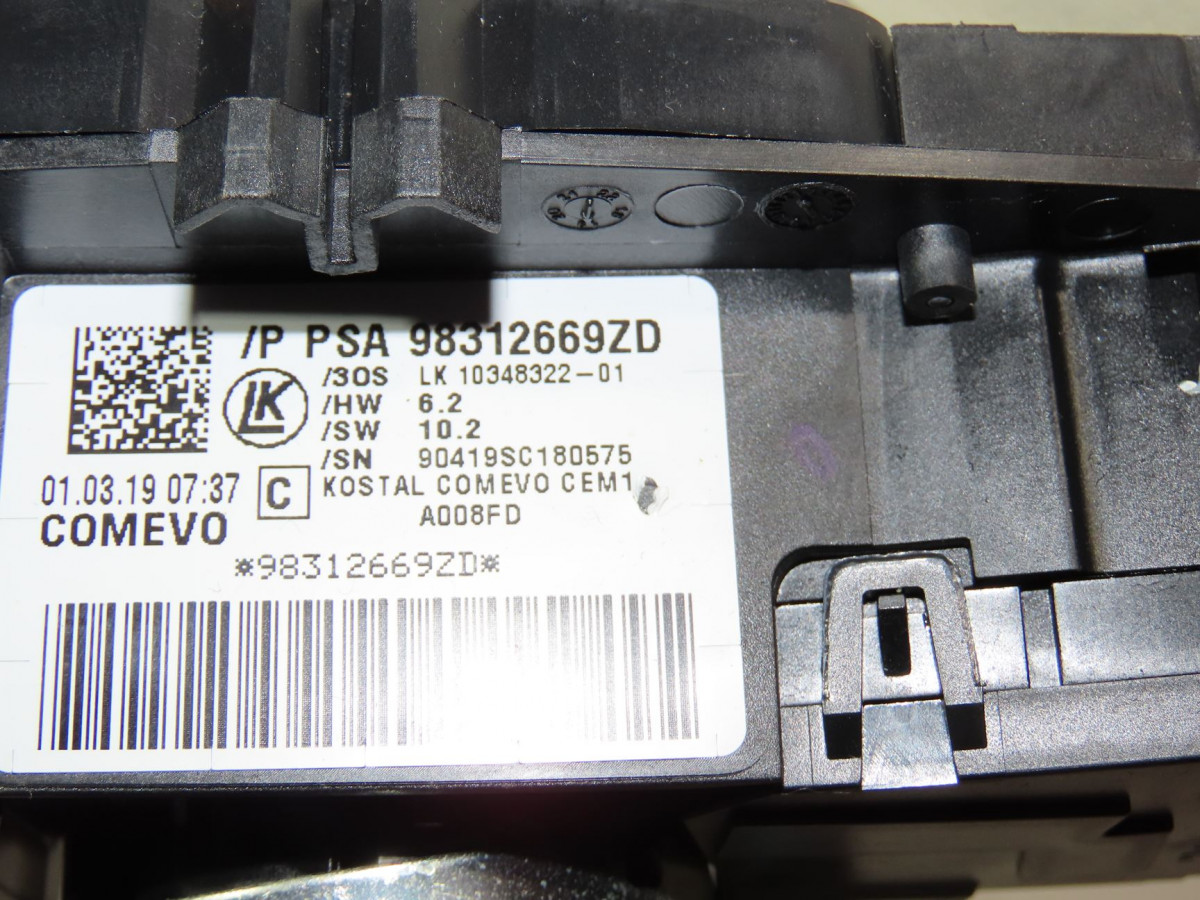 /P PSA 98312669ZD
/3OS LK 10348322-01
LK
/HW 6.2
/SW 10.2
/SN 90419SC180575
01.03.19 07:37 C KOSTAL COMEVO CEM1
COMEVO A008FD
*98312669ZD*